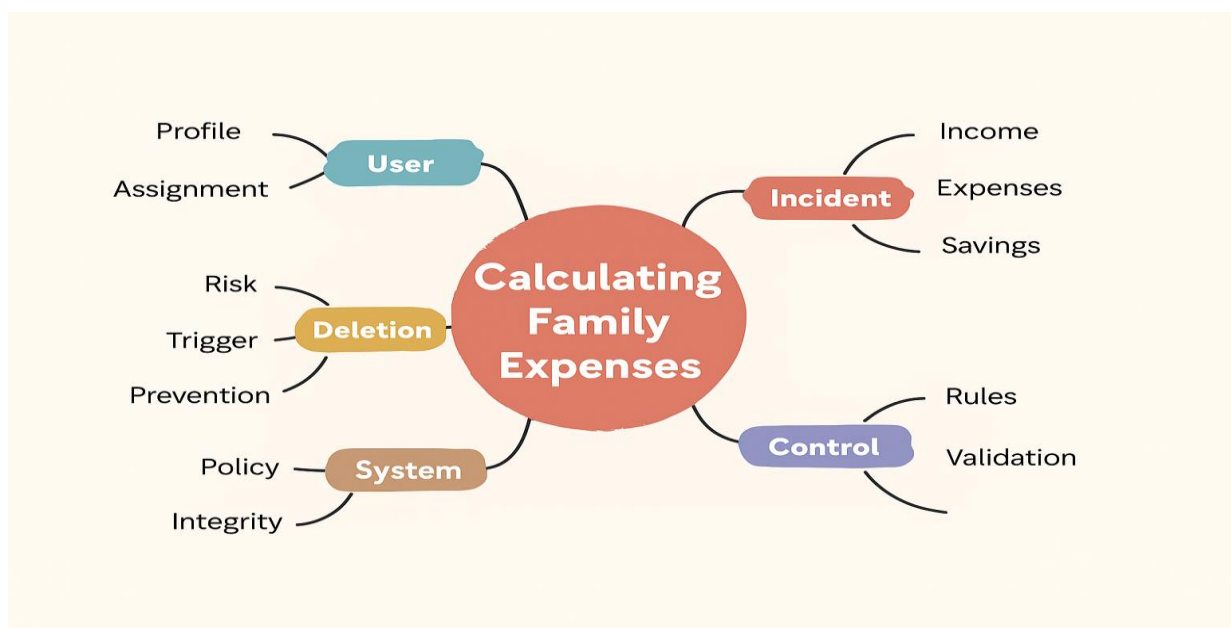 Calculating
Family
Expenses
User
Profile
Assignment
Deletion
Risk
Trigger
Prevention
System
Policy
Integrity
Incident
Income
Expenses
Savings
Control
Rules
Validation